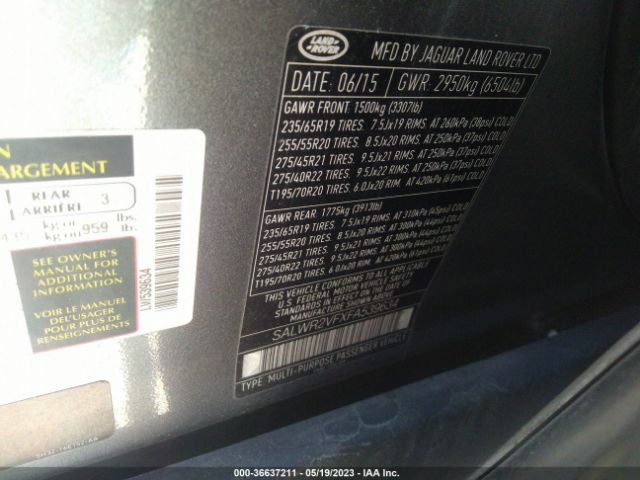 LAND ROVER
MFD BY JAGUAR LAND ROVER LTD
DATE: 06/15 GWR: 2950kg (6504lb)
GAWR FRONT: 1500kg (3307lb)
235/65R19 TIRES. 7.5Jx19 RIMS. AT 260kPa (38psi) COLD
255/55R20 TIRES. 8.5Jx20 RIMS. AT 250kPa (37psi) COLD
275/45R21 TIRES. 9.5Jx21 RIMS. AT 250kPa (37psi) COLD
275/40R22 TIRES. 9.5Jx22 RIMS. AT 250kPa (37psi) COLD
T195/70R20 TIRES. 6.0Jx20 RIM. AT 420kPa (61psi) COLD
GAWR REAR: 1775kg (3913lb)
235/65R19 TIRES. 7.5Jx19 RIMS. AT 310kPa (45psi) COLD
255/55R20 TIRES. 8.5Jx20 RIMS. AT 300kPa (44psi) COLD
275/45R21 TIRES. 9.5Jx21 RIMS. AT 300kPa (44psi) COLD
275/40R22 TIRES. 9.5Jx22 RIMS. AT 300kPa (44psi) COLD
T195/70R20 TIRES. 6.0Jx20 RIM. AT 420kPa (61psi) COLD
THIS VEHICLE CONFORMS TO ALL APPLICABLE
U.S. FEDERAL MOTOR VEHICLE SAFETY
STANDARDS IN EFFECT ON THE DATE OF
MANUFACTURE SHOWN ABOVE
SALWR2VFXFA539634
TYPE: MULTI-PURPOSE PASSENGER VEHICLE
N
ARGEMENT
REAR
ARRIÈRE 3
kg or
kg ou 959 lbs.
lb.
SEE OWNER'S
MANUAL FOR
ADDITIONAL
INFORMATION
VOIR LE MANUEL
DE L'USAGER
POUR PLUS DE
RENSEIGNEMENTS
LWI539634
000-36637211 - 05/19/2023 - IAA Inc.